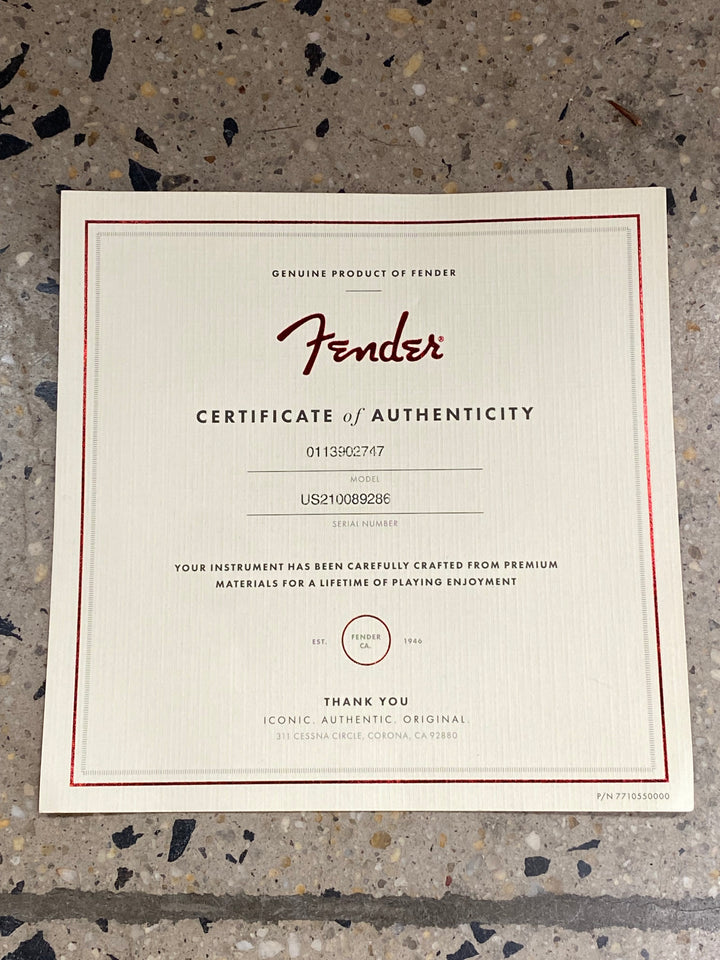 GENUINE PRODUCT OF FENDER
Fender®
CERTIFICATE of AUTHENTICITY
0113902747
MODEL
US210089286
SERIAL NUMBER
YOUR INSTRUMENT HAS BEEN CAREFULLY CRAFTED FROM PREMIUM
MATERIALS FOR A LIFETIME OF PLAYING ENJOYMENT
EST. FENDER CA. 1946
THANK YOU
ICONIC. AUTHENTIC. ORIGINAL.
311 CESSNA CIRCLE, CORONA, CA 92880
P/N 7710550000